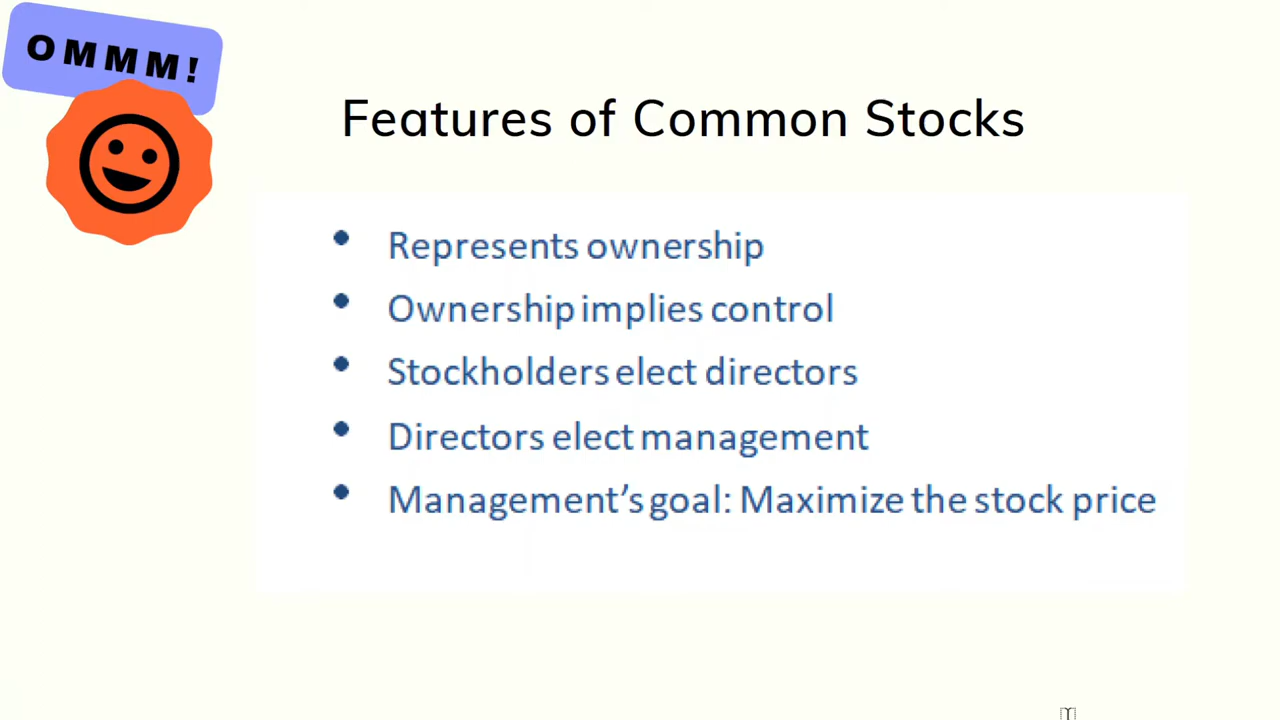 OMMM!
Features of Common Stocks
• Represents ownership
• Ownership implies control
• Stockholders elect directors
• Directors elect management
• Management’s goal: Maximize the stock price